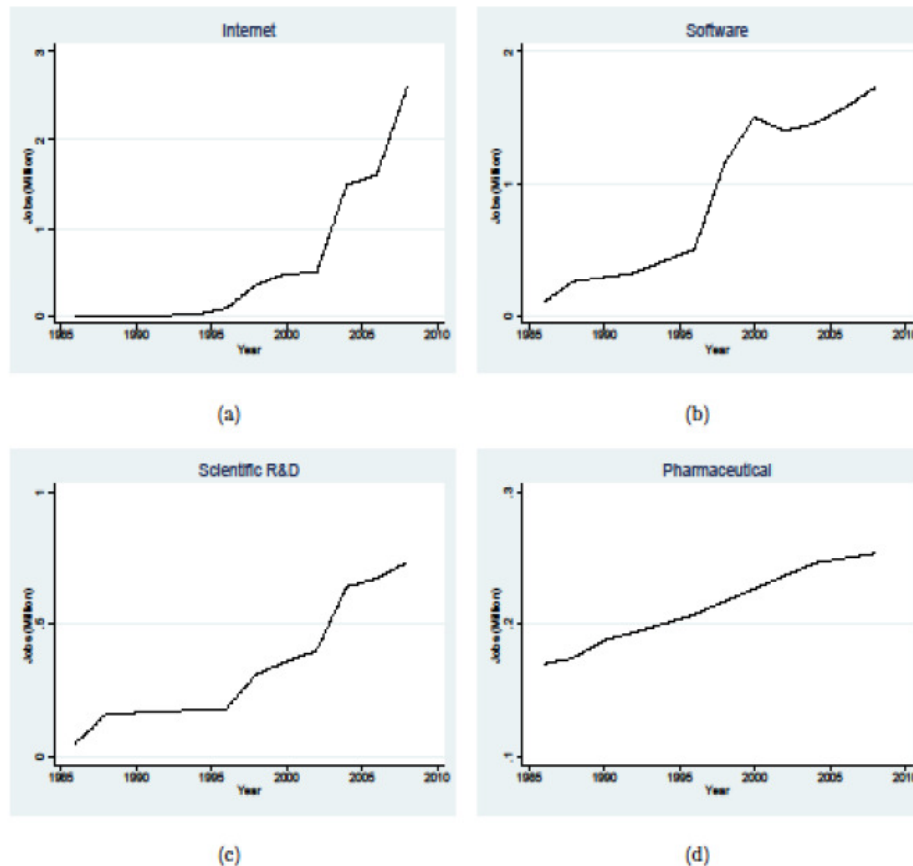 Internet
Jobs (Million)
0 1 2 3
1985 1990 1995 2000 2005 2010
Year
(a)
Software
Jobs (Million)
0 1 2
1985 1990 1995 2000 2005 2010
Year
(b)
Scientific R&D
Jobs (Million)
0 .5 1
1985 1990 1995 2000 2005 2010
Year
(c)
Pharmaceutical
Jobs (Million)
.1 .2 .3
1985 1990 1995 2000 2005 2010
Year
(d)